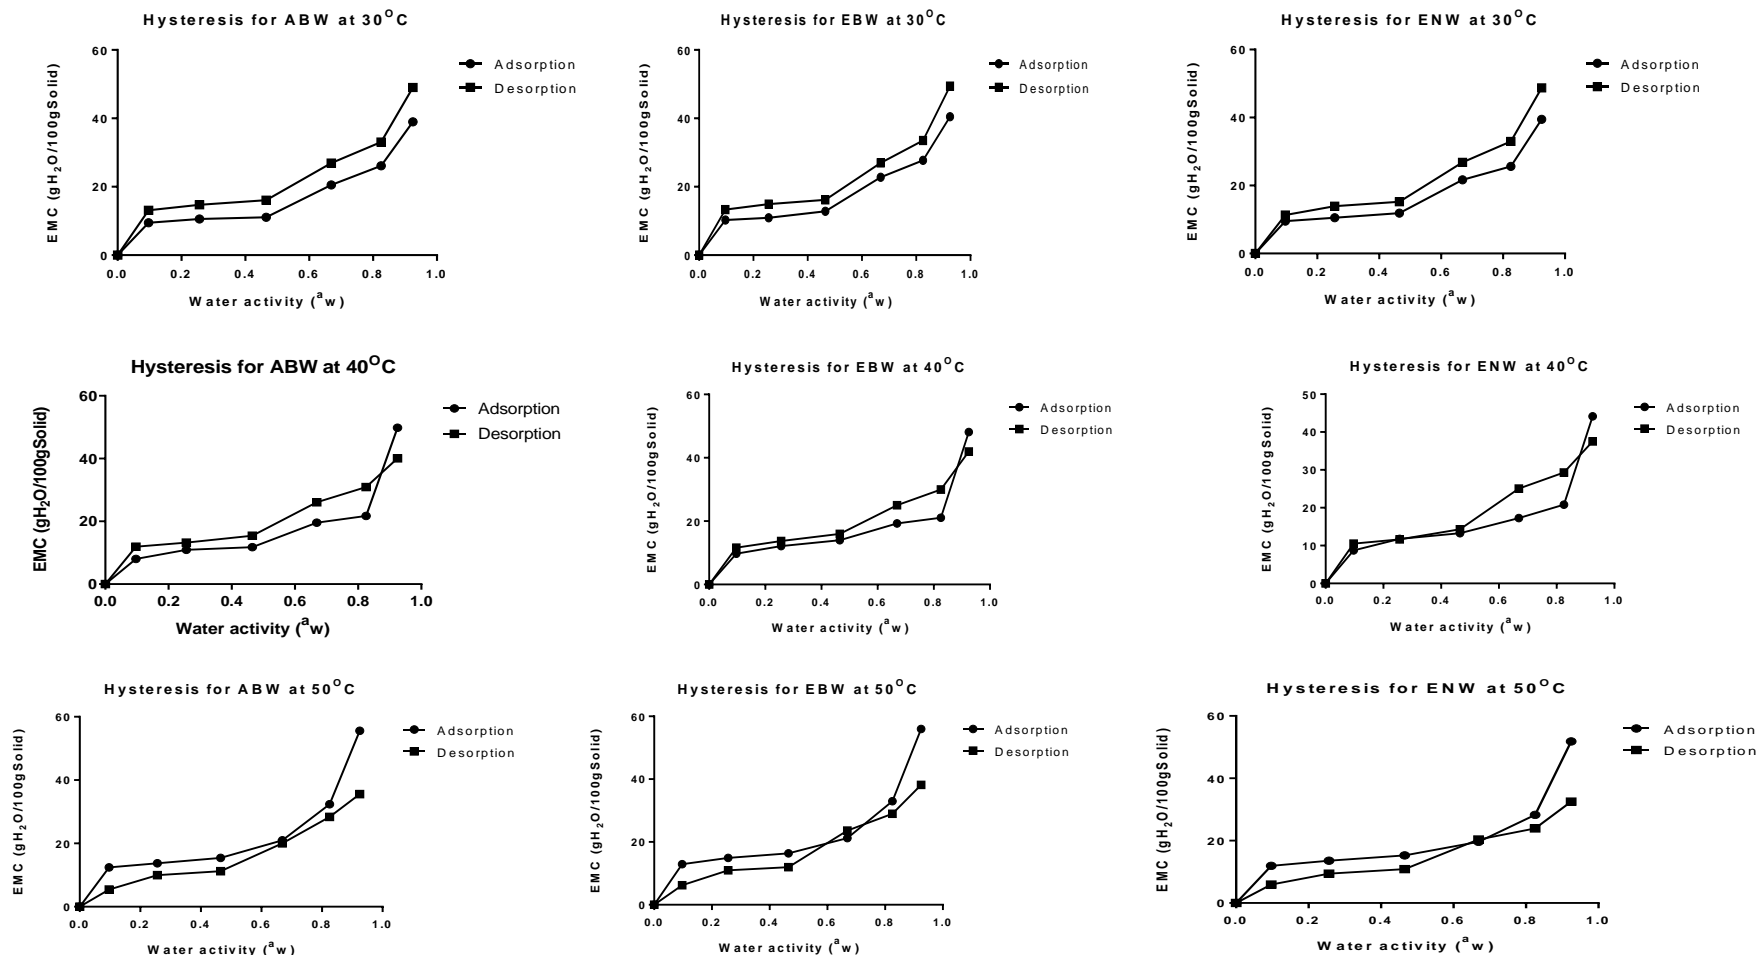 Hysteresis for ABW at 30°C
EMC (gH₂O/100gSolid)
60
40
20
0
0.0 0.2 0.4 0.6 0.8 1.0
Water activity (ᵃw)
Adsorption
Desorption
Hysteresis for EBW at 30°C
EMC (gH₂O/100gSolid)
60
40
20
0
0.0 0.2 0.4 0.6 0.8 1.0
Water activity (ᵃw)
Adsorption
Desorption
Hysteresis for ENW at 30°C
EMC (gH₂O/100gSolid)
60
40
20
0
0.0 0.2 0.4 0.6 0.8 1.0
Water activity (ᵃw)
Adsorption
Desorption
Hysteresis for ABW at 40°C
EMC (gH₂O/100gSolid)
60
40
20
0
0.0 0.2 0.4 0.6 0.8 1.0
Water activity (ᵃw)
Adsorption
Desorption
Hysteresis for EBW at 40°C
EMC (gH₂O/100gSolid)
60
40
20
0
0.0 0.2 0.4 0.6 0.8 1.0
Water activity (ᵃw)
Adsorption
Desorption
Hysteresis for ENW at 40°C
EMC (gH₂O/100gSolid)
50
40
30
20
10
0
0.0 0.2 0.4 0.6 0.8 1.0
Water activity (ᵃw)
Adsorption
Desorption
Hysteresis for ABW at 50°C
EMC (gH₂O/100gSolid)
60
40
20
0
0.0 0.2 0.4 0.6 0.8 1.0
Water activity (ᵃw)
Adsorption
Desorption
Hysteresis for EBW at 50°C
EMC (gH₂O/100gSolid)
60
40
20
0
0.0 0.2 0.4 0.6 0.8 1.0
Water activity (ᵃw)
Adsorption
Desorption
Hysteresis for ENW at 50°C
EMC (gH₂O/100gSolid)
60
40
20
0
0.0 0.2 0.4 0.6 0.8 1.0
Water activity (ᵃw)
Adsorption
Desorption